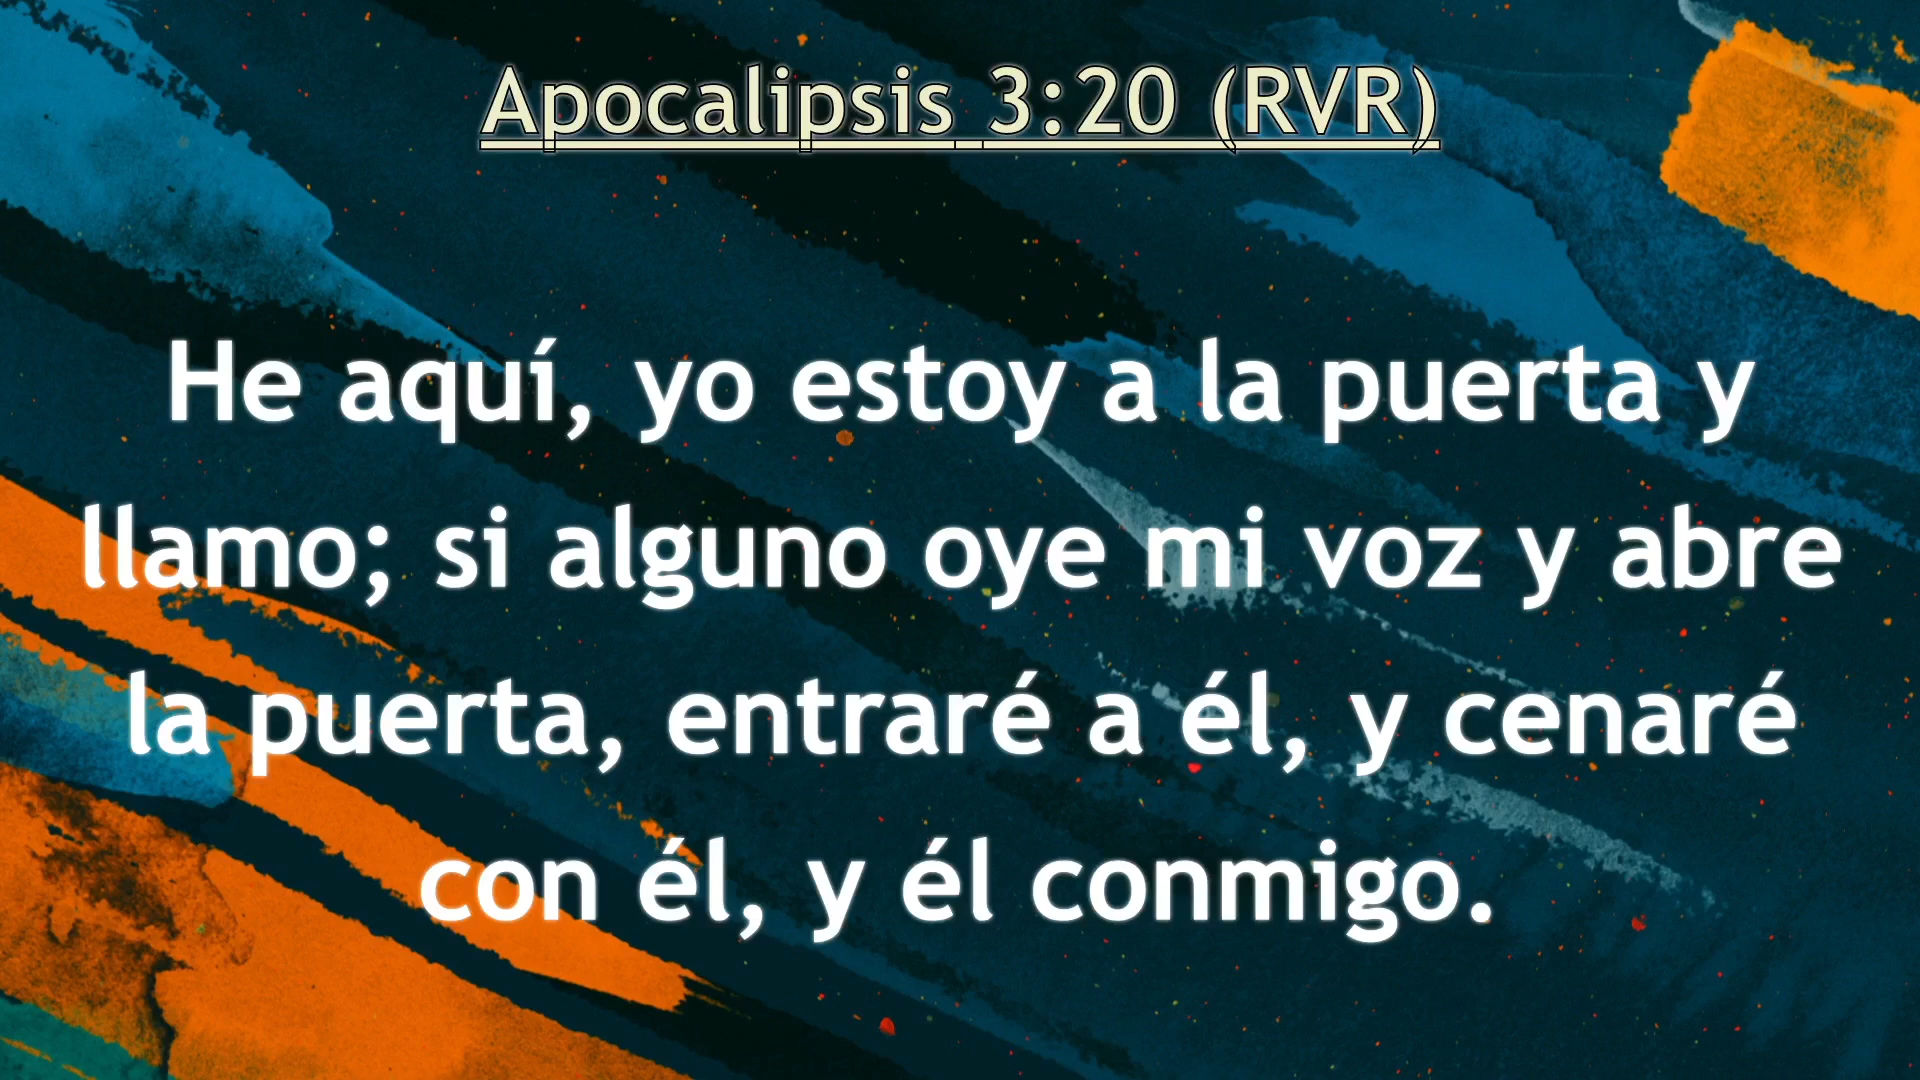 Apocalipsis 3:20 (RVR)
He aquí, yo estoy a la puerta y
llamo; si alguno oye mi voz y abre
la puerta, entraré a él, y cenaré
con él, y él conmigo.